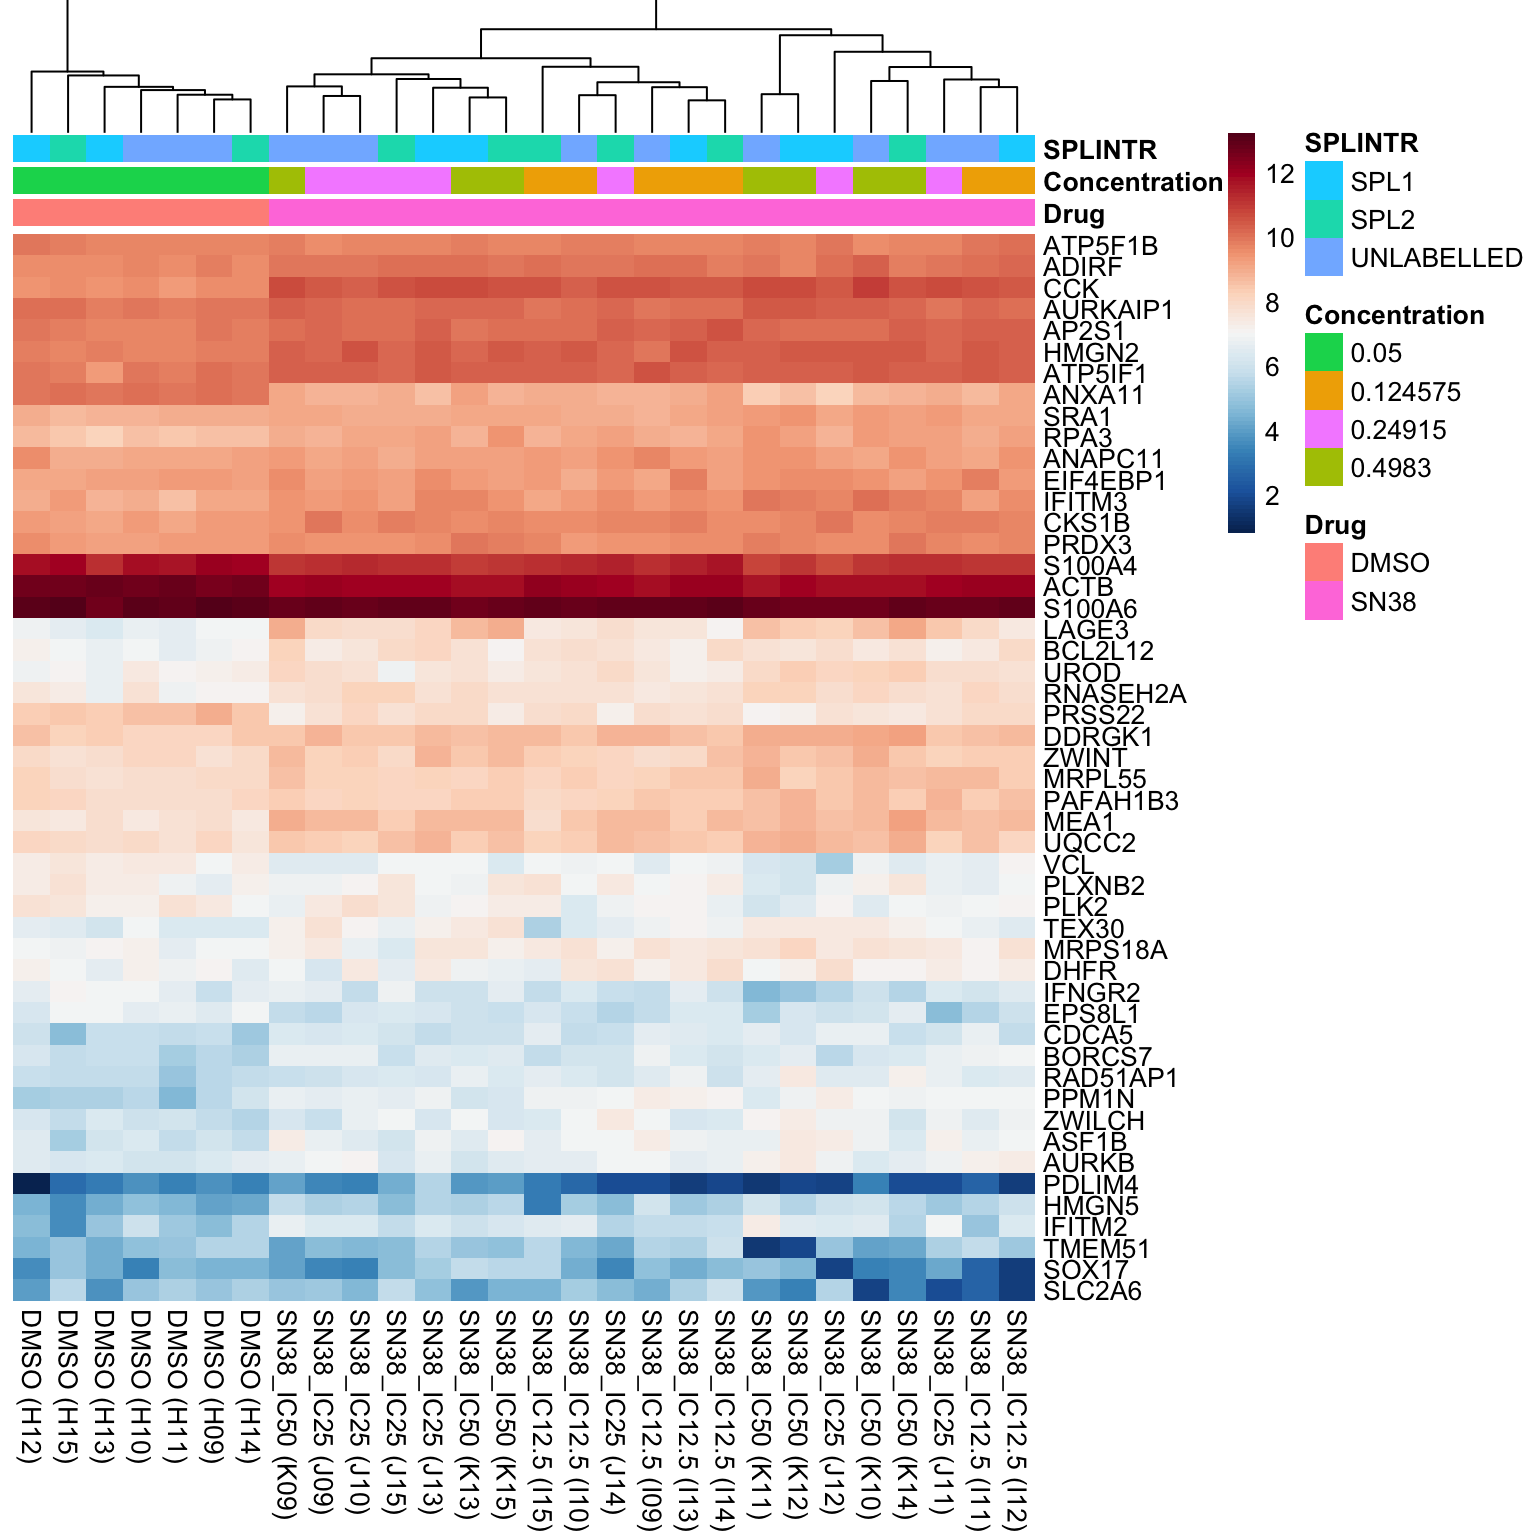 SPLINTR
Concentration
Drug
ATP5F1B
ADIRF
CCK
AURKAIP1
AP2S1
HMGN2
ATP5IF1
ANXA11
SRA1
RPA3
ANAPC11
EIF4EBP1
IFITM3
CKS1B
PRDX3
S100A4
ACTB
S100A6
LAGE3
BCL2L12
UROD
RNASEH2A
PRSS22
DDRGK1
ZWINT
MRPL55
PAFAH1B3
MEA1
UQCC2
VCL
PLXNB2
PLK2
TEX30
MRPS18A
DHFR
IFNGR2
EPS8L1
CDCA5
BORCS7
RAD51AP1
PPM1N
ZWILCH
ASF1B
AURKB
PDLIM4
HMGN5
IFITM2
TMEM51
SOX17
SLC2A6
DMSO (H12)
DMSO (H15)
DMSO (H13)
DMSO (H10)
DMSO (H11)
DMSO (H09)
DMSO (H14)
SN38_IC50 (K09)
SN38_IC25 (J09)
SN38_IC25 (J10)
SN38_IC25 (J15)
SN38_IC25 (J13)
SN38_IC50 (K13)
SN38_IC50 (K15)
SN38_IC12.5 (I15)
SN38_IC12.5 (I10)
SN38_IC25 (J14)
SN38_IC12.5 (I09)
SN38_IC12.5 (I13)
SN38_IC12.5 (I14)
SN38_IC50 (K11)
SN38_IC50 (K12)
SN38_IC25 (J12)
SN38_IC50 (K10)
SN38_IC50 (K14)
SN38_IC25 (J11)
SN38_IC12.5 (I11)
SN38_IC12.5 (I12)
12
10
8
6
4
2
SPLINTR
SPL1
SPL2
UNLABELLED
Concentration
0.05
0.124575
0.24915
0.4983
Drug
DMSO
SN38